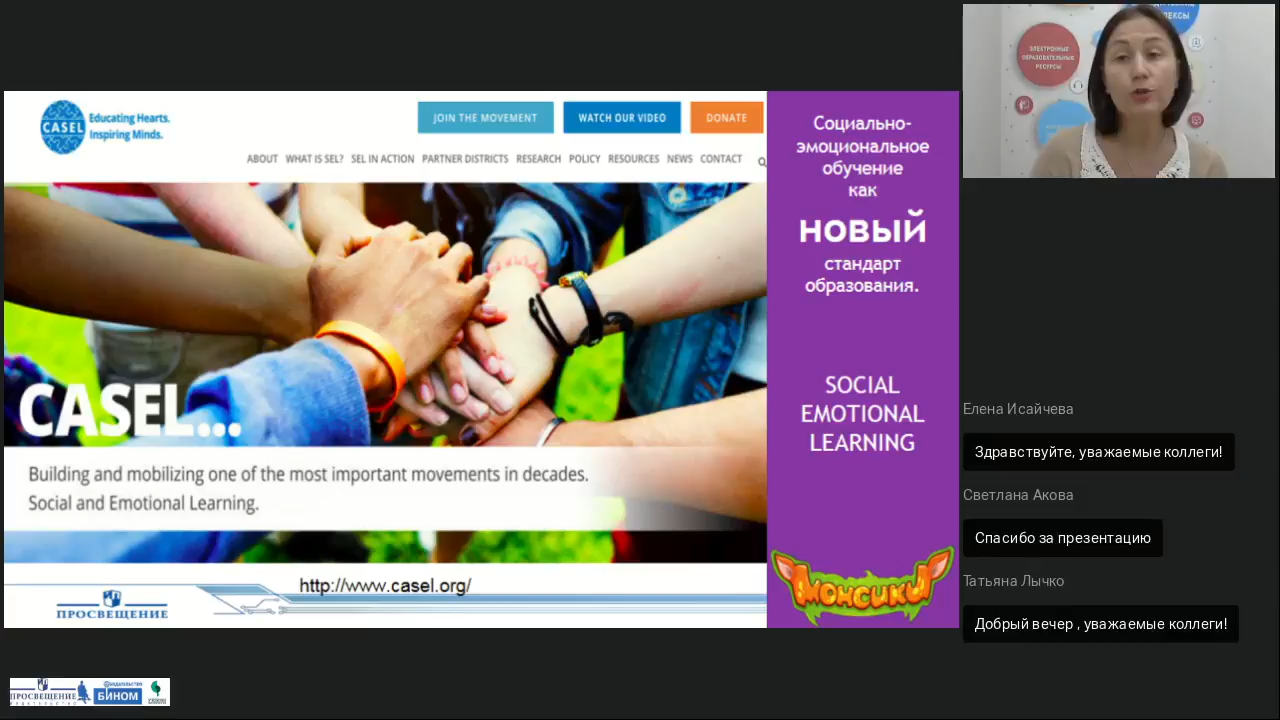 CASEL
Educating Hearts.
Inspiring Minds.
JOIN THE MOVEMENT
WATCH OUR VIDEO
DONATE
ABOUT WHAT IS SEL? SEL IN ACTION PARTNER DISTRICTS RESEARCH POLICY RESOURCES NEWS CONTACT
CASEL...
Building and mobilizing one of the most important movements in decades.
Social and Emotional Learning.
http://www.casel.org/
ПРОСВЕЩЕНИЕ
Социально-
эмоциональное
обучение
как
НОВЫЙ
стандарт
образования.
SOCIAL
EMOTIONAL
LEARNING
МОНСИКИ
ЭЛЕКТРОННЫЕ
ОБРАЗОВАТЕЛЬНЫЕ
РЕСУРСЫ
Елена Исайчева
Здравствуйте, уважаемые коллеги!
Светлана Акова
Спасибо за презентацию
Татьяна Лычко
Добрый вечер , уважаемые коллеги!
ПРОСВЕЩЕНИЕ
ИЗДАТЕЛЬСТВО
БИНОМ